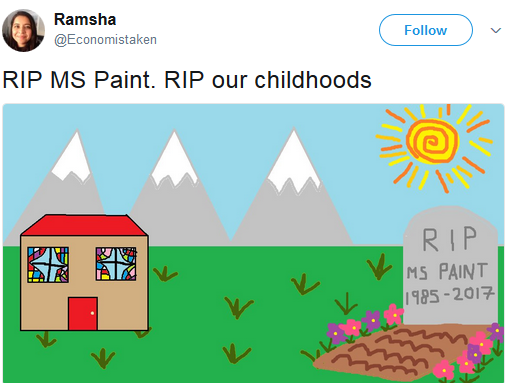 Ramsha
@Economistaken
Follow
RIP MS Paint. RIP our childhoods
RIP
MS PAINT
1985-2017